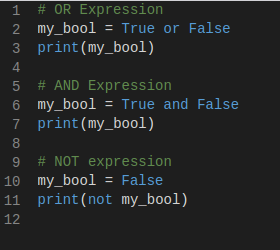 1 # OR Expression
2 my_bool = True or False
3 print(my_bool)
4
5 # AND Expression
6 my_bool = True and False
7 print(my_bool)
8
9 # NOT expression
10 my_bool = False
11 print(not my_bool)
12